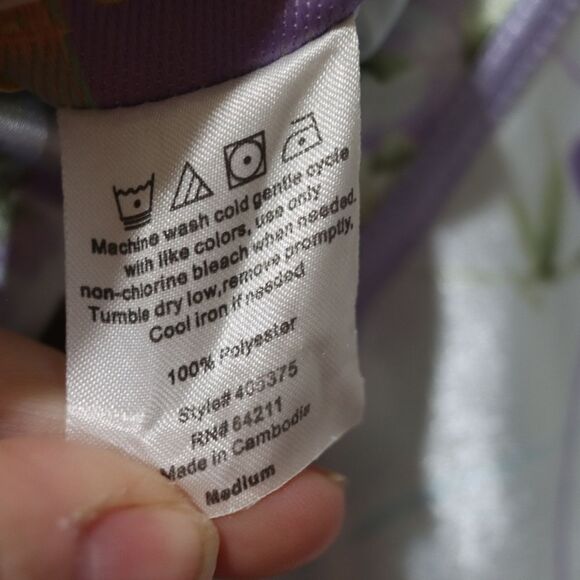 Machine wash cold gentle cycle
with like colors, use only
non-chlorine bleach when needed.
Tumble dry low, remove promptly,
Cool iron if needed
100% Polyester
Style# 405375
RN# 64211
Made in Cambodia
Medium